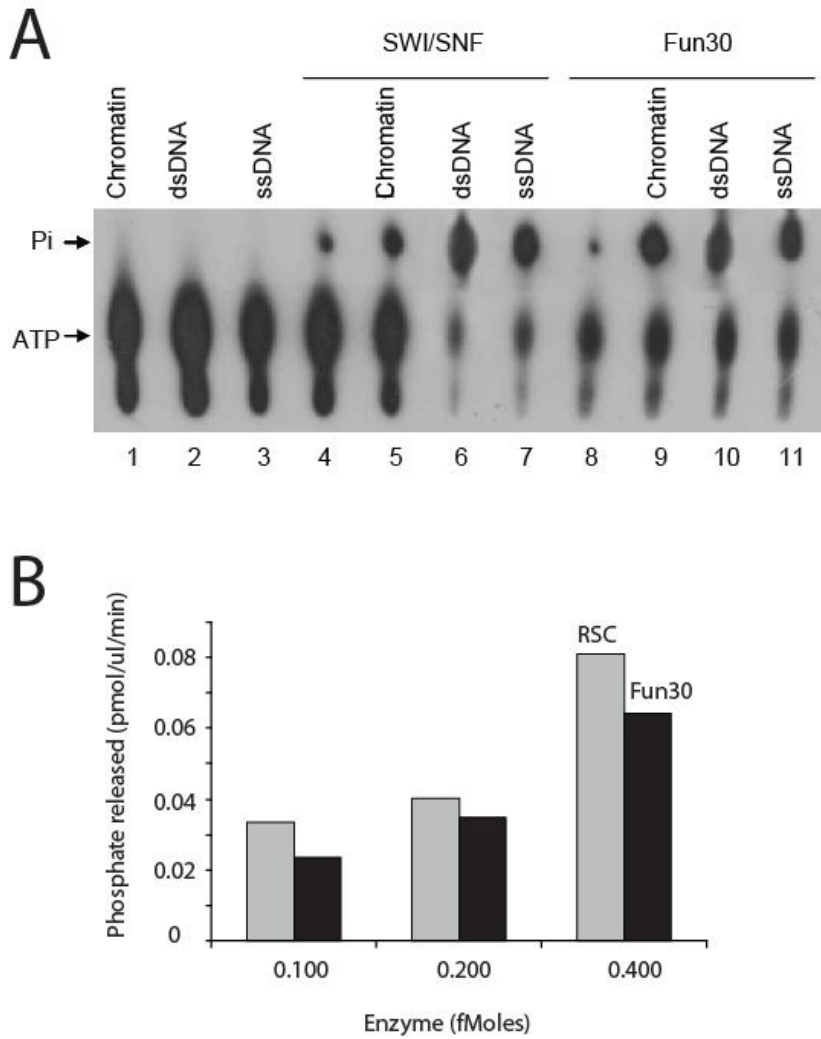 A
SWI/SNF
Fun30
Chromatin
dsDNA
ssDNA
Chromatin
dsDNA
ssDNA
Chromatin
dsDNA
ssDNA
Pi
ATP
1 2 3 4 5 6 7 8 9 10 11
B
Phosphate released (pmol/ul/min)
0.08
0.06
0.04
0.02
0
RSC
Fun30
0.100 0.200 0.400
Enzyme (fMoles)